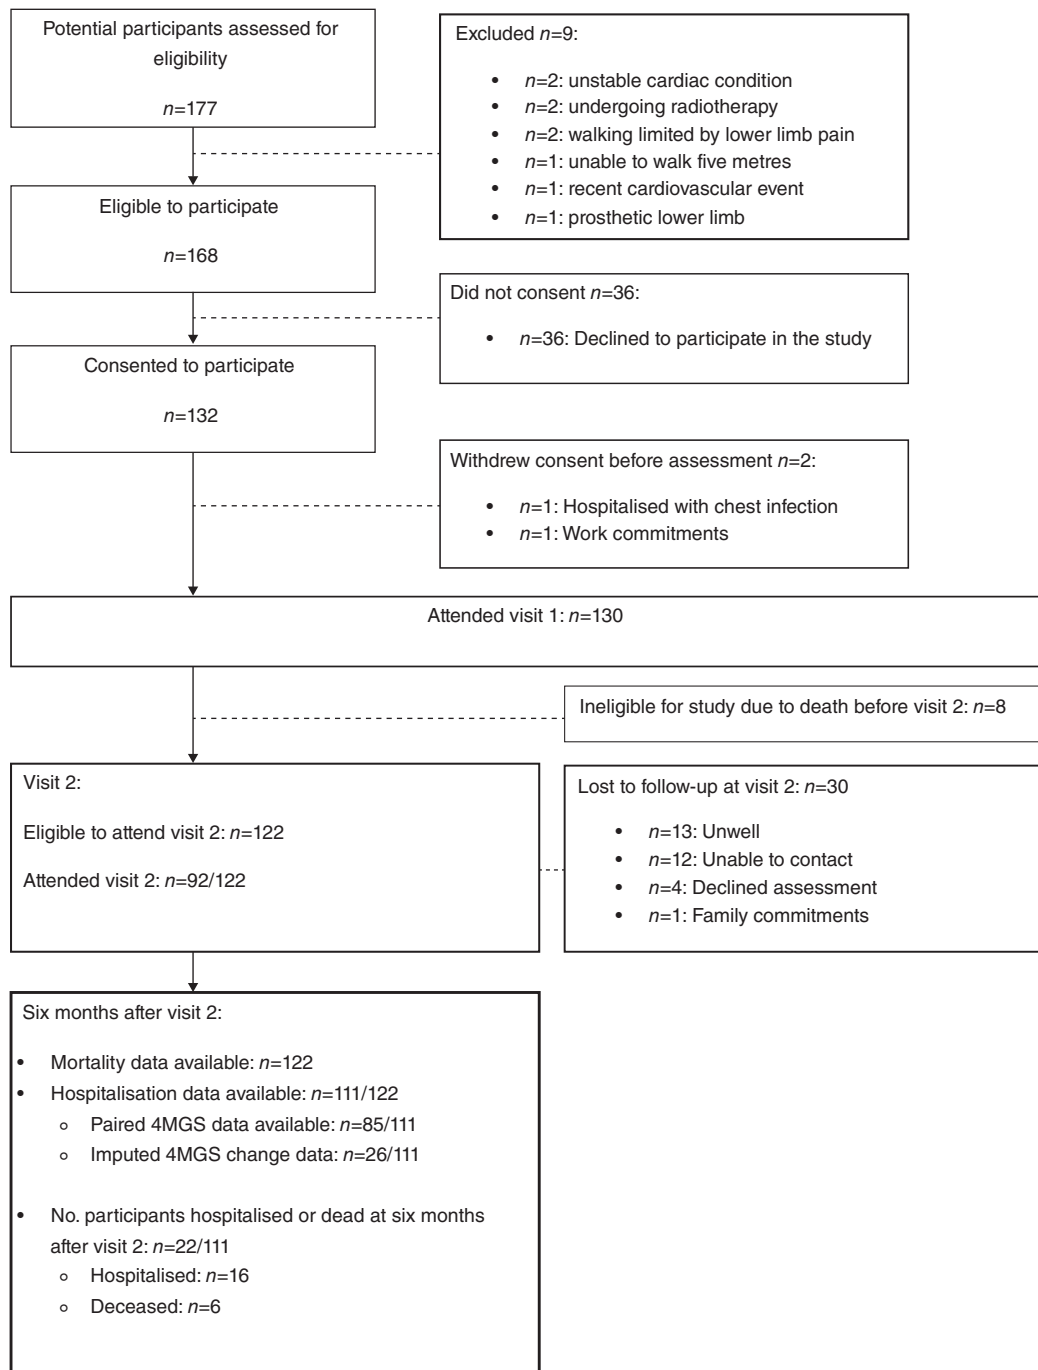 Potential participants assessed for
eligibility
n=177
Excluded n=9:
• n=2: unstable cardiac condition
• n=2: undergoing radiotherapy
• n=2: walking limited by lower limb pain
• n=1: unable to walk five metres
• n=1: recent cardiovascular event
• n=1: prosthetic lower limb
Eligible to participate
n=168
Did not consent n=36:
• n=36: Declined to participate in the study
Consented to participate
n=132
Withdrew consent before assessment n=2:
• n=1: Hospitalised with chest infection
• n=1: Work commitments
Attended visit 1: n=130
Ineligible for study due to death before visit 2: n=8
Visit 2:
Eligible to attend visit 2: n=122
Attended visit 2: n=92/122
Lost to follow-up at visit 2: n=30
• n=13: Unwell
• n=12: Unable to contact
• n=4: Declined assessment
• n=1: Family commitments
Six months after visit 2:
• Mortality data available: n=122
• Hospitalisation data available: n=111/122
○ Paired 4MGS data available: n=85/111
○ Imputed 4MGS change data: n=26/111
• No. participants hospitalised or dead at six months
after visit 2: n=22/111
○ Hospitalised: n=16
○ Deceased: n=6